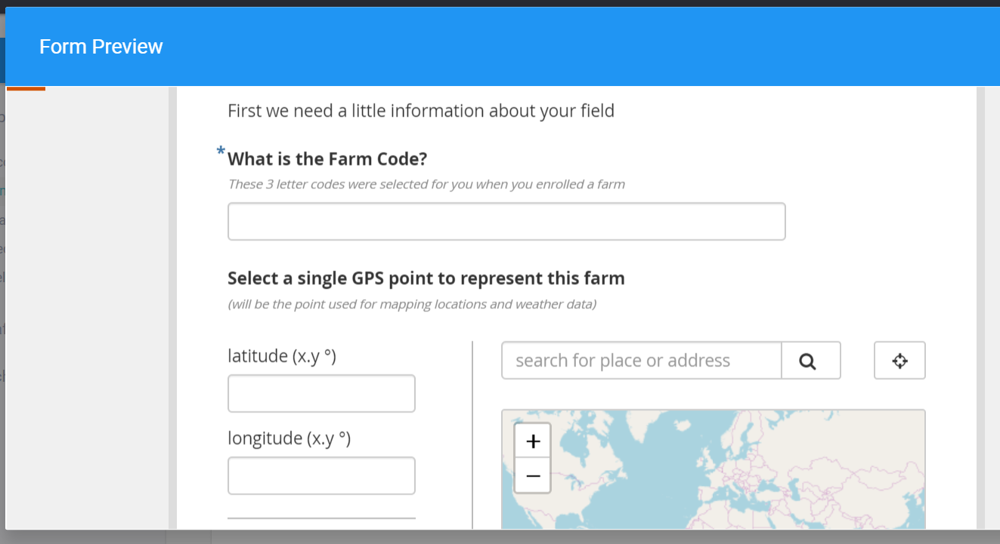 Form Preview
First we need a little information about your field
* What is the Farm Code?
These 3 letter codes were selected for you when you enrolled a farm
Select a single GPS point to represent this farm
(will be the point used for mapping locations and weather data)
latitude (x.y °)
search for place or address
longitude (x.y °)
+
−